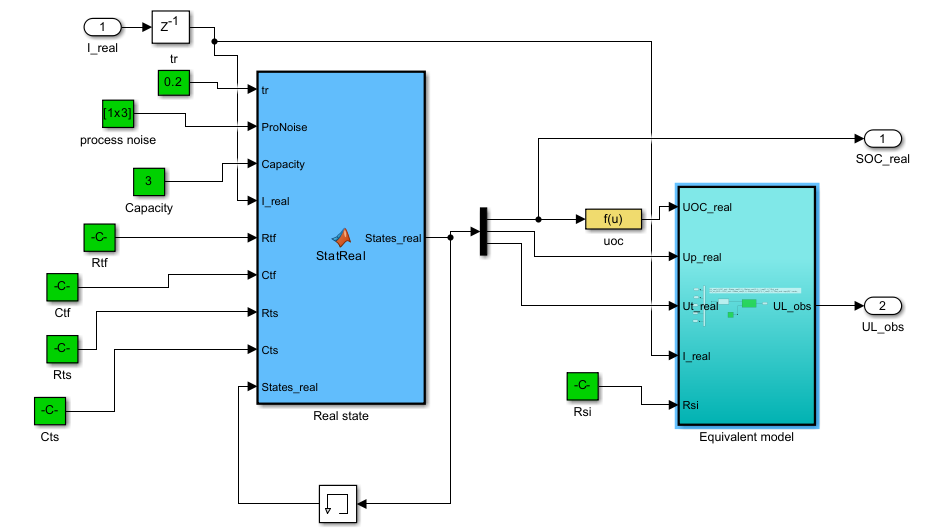 1
I_real
Z-1
tr
0.2
[1x3]
process noise
3
Capacity
-C-
Rtf
-C-
Ctf
-C-
Rts
-C-
Cts
tr
ProNoise
Capacity
I_real
Rtf
Ctf
Rts
Cts
States_real
StatReal
States_real
Real state
f(u)
uoc
-C-
Rsi
UOC_real
Up_real
Ut_real
I_real
Rsi
UL_obs
Equivalent model
1
SOC_real
2
UL_obs